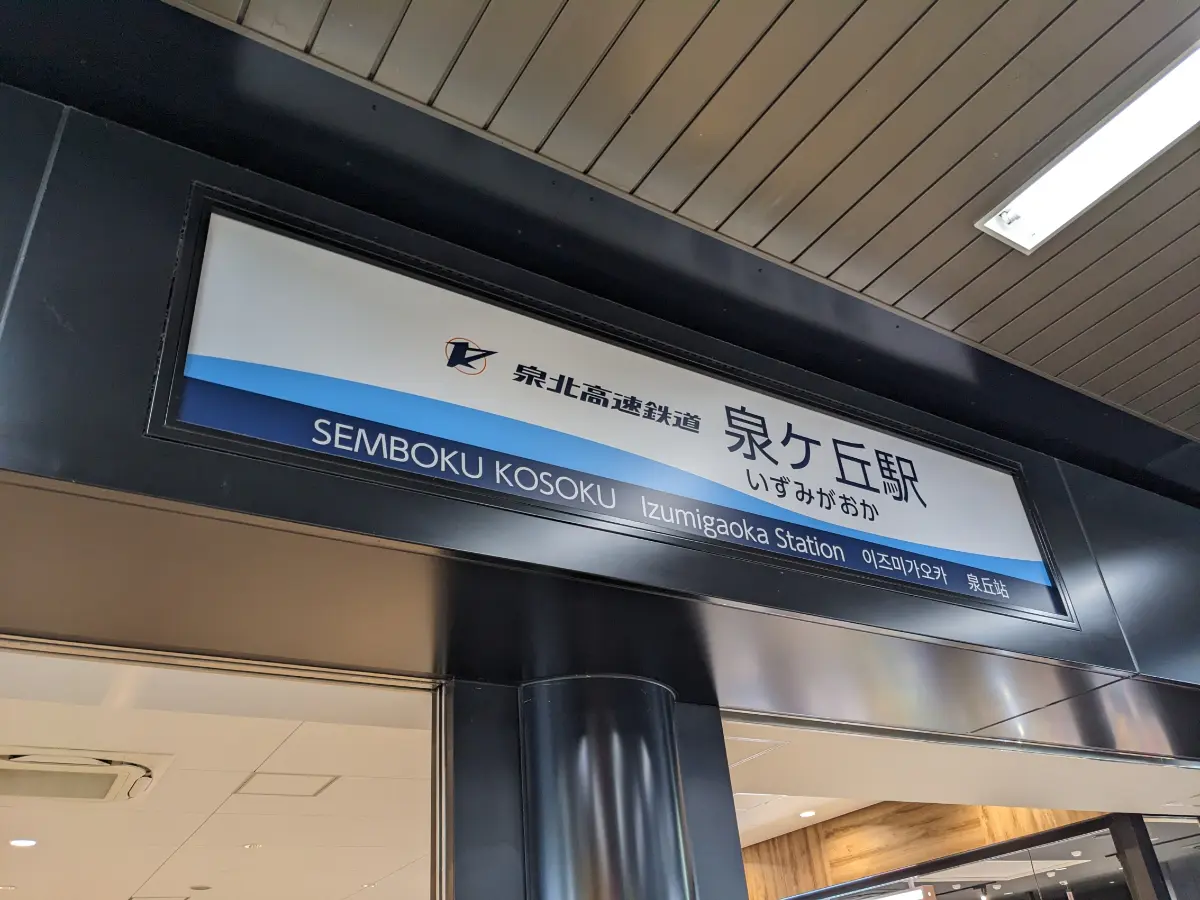 泉北高速鉄道 泉ケ丘駅
いずみがおか
SEMBOKU KOSOKU Izumigaoka Station 이즈미가오카 泉丘站